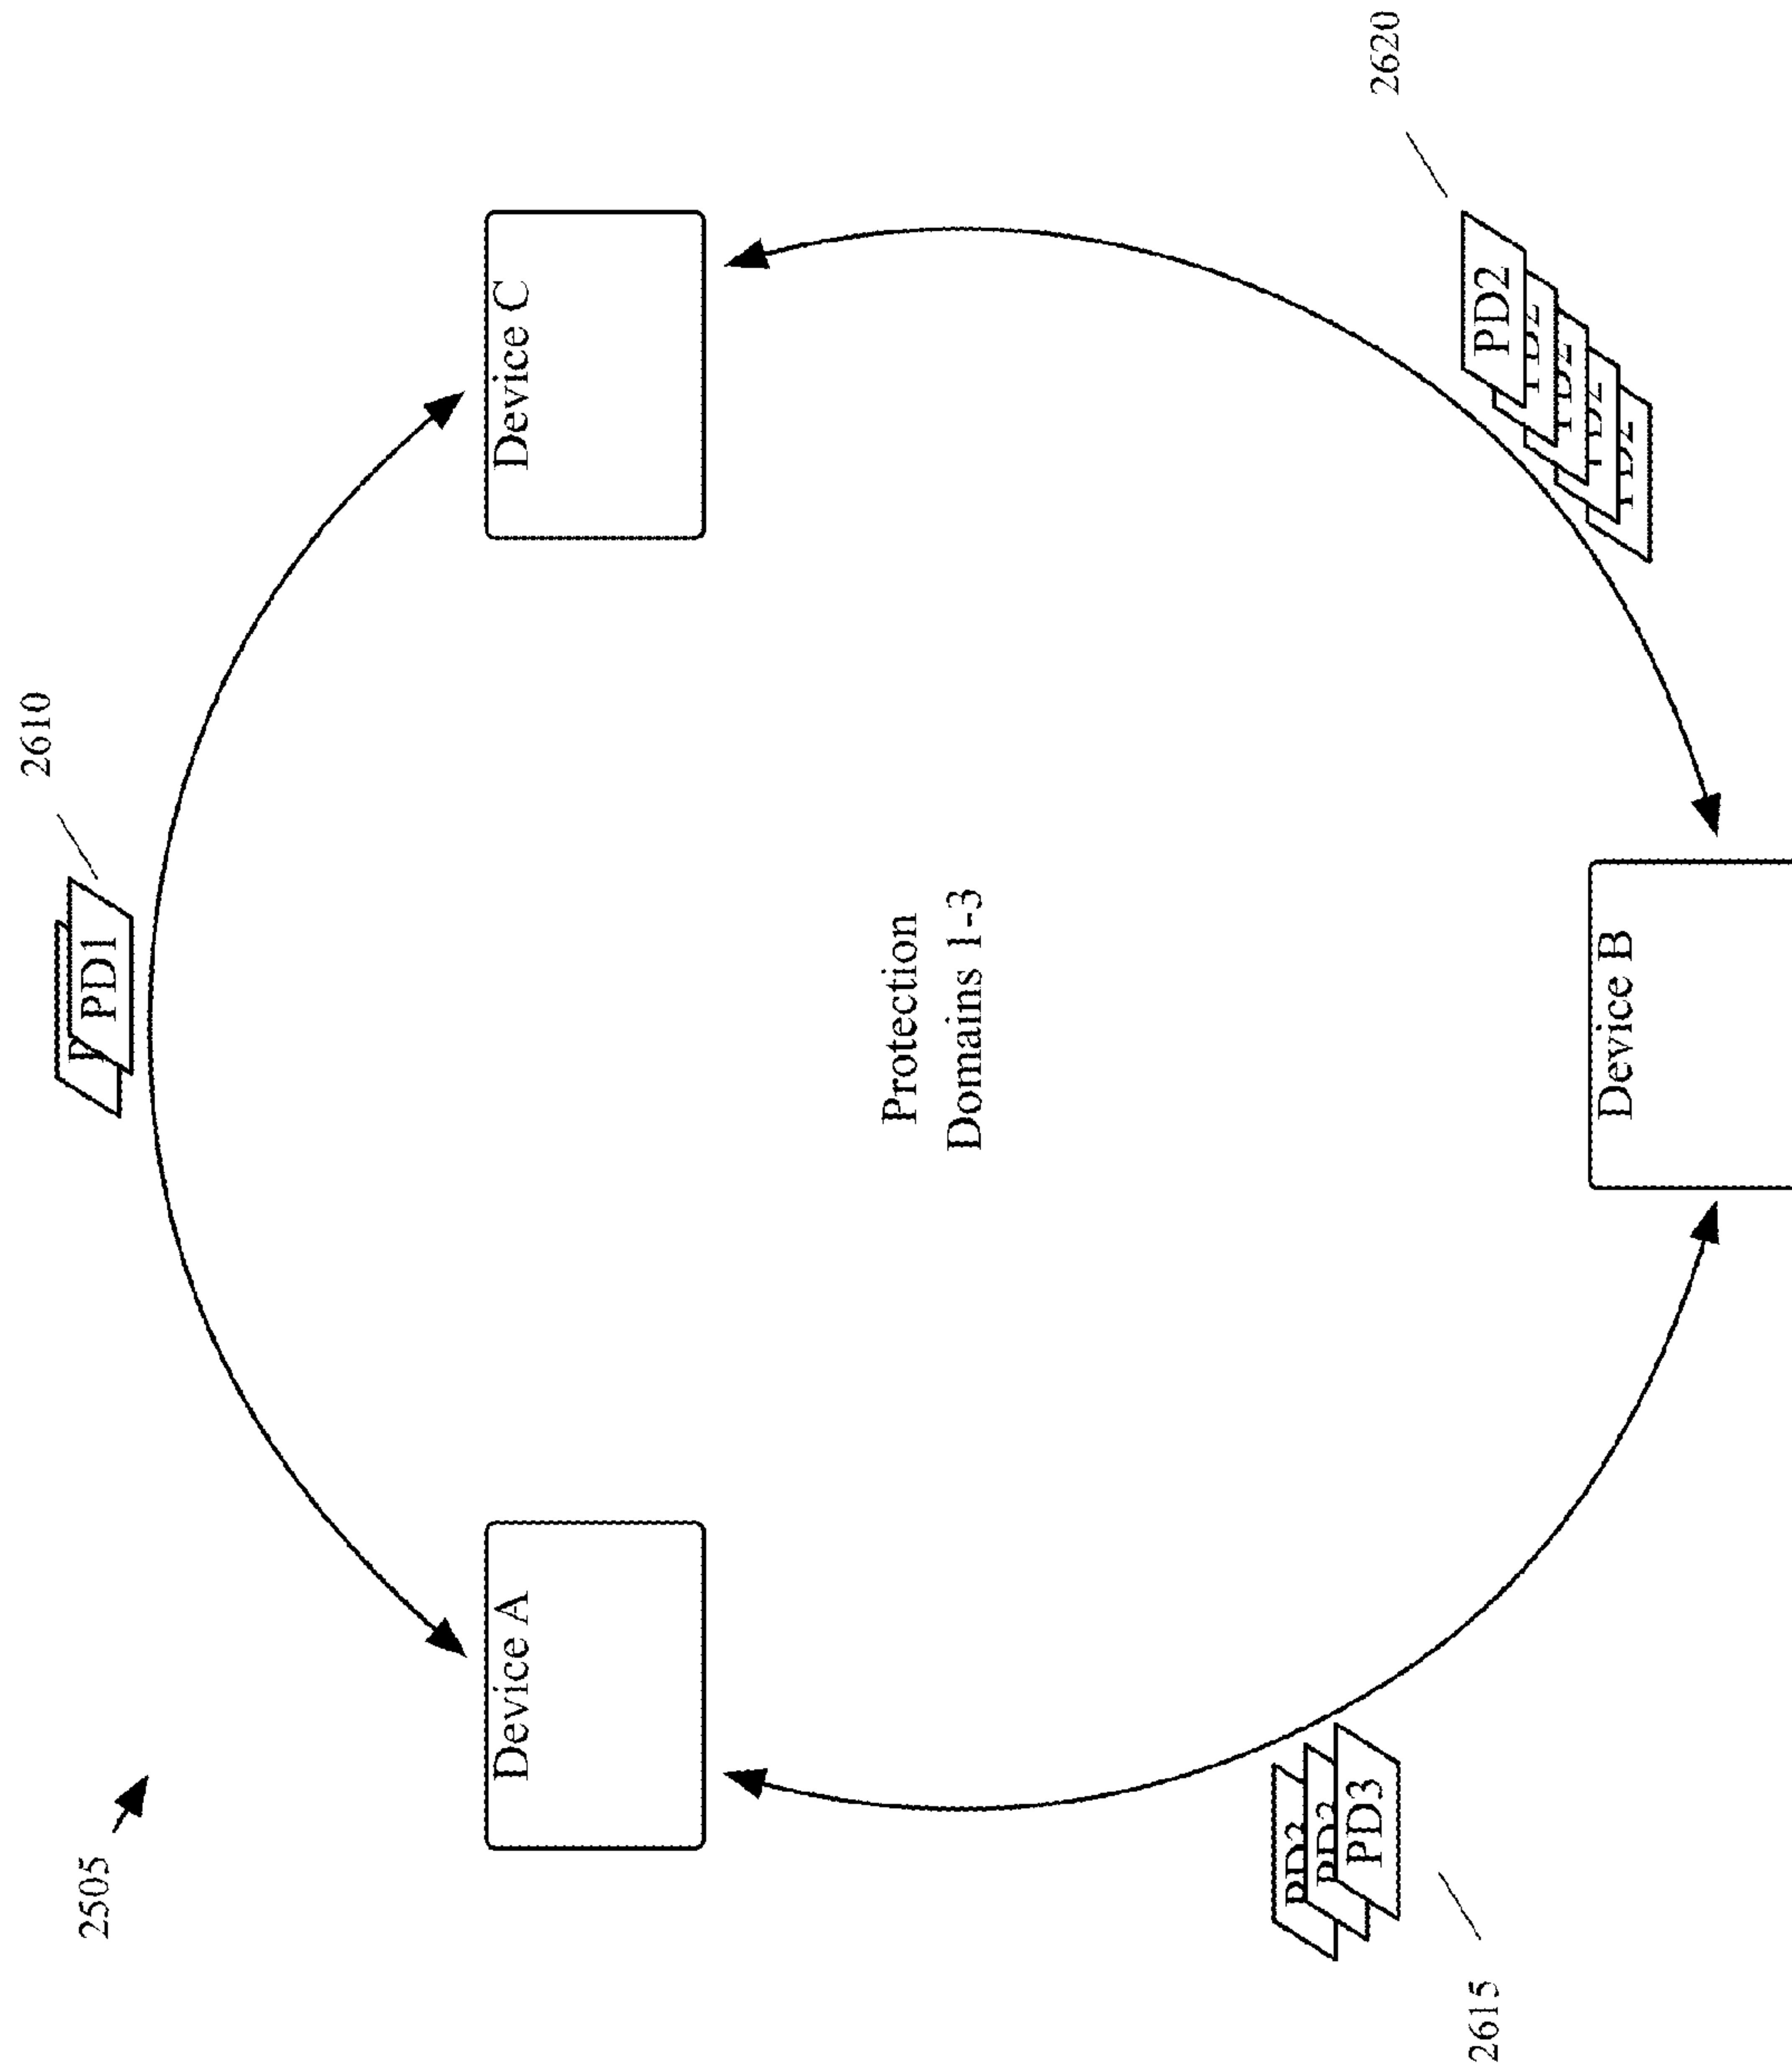 2610
2505
PD1
Device A
Device C
Protection
Domains 1-3
PD3
2620
2615
PD2
Device B